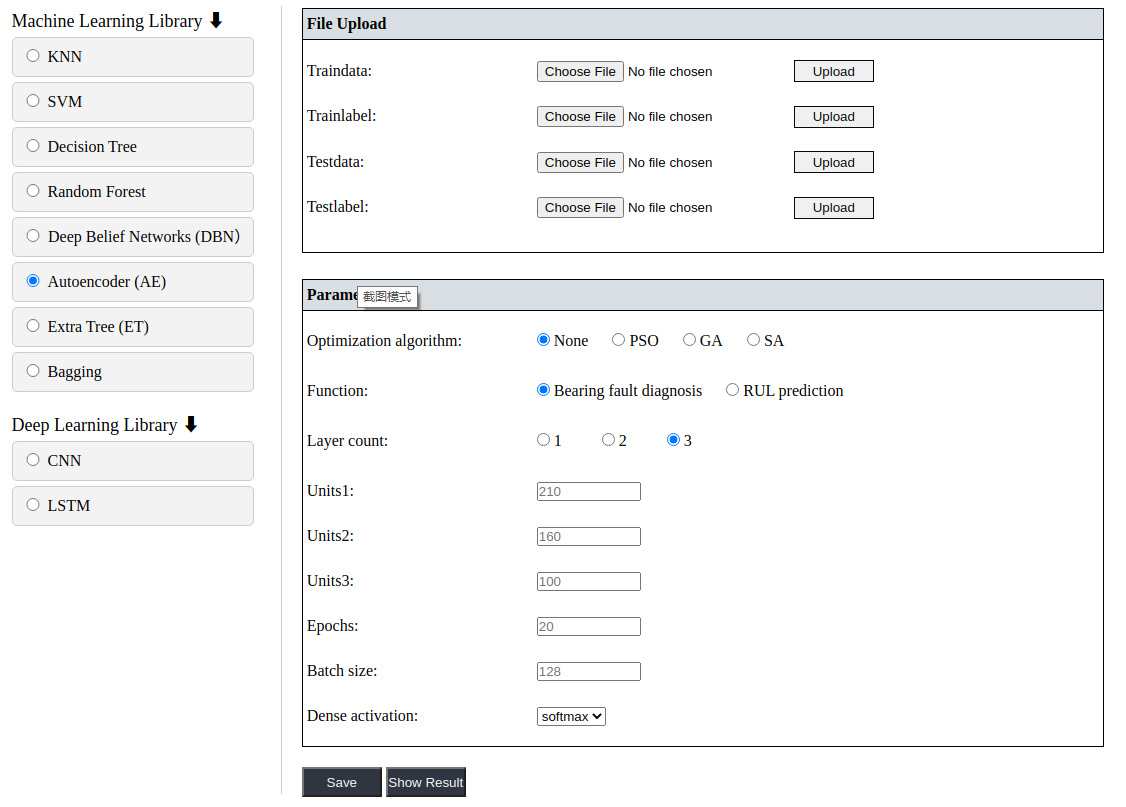 Machine Learning Library ⬇
KNN
SVM
Decision Tree
Random Forest
Deep Belief Networks (DBN）
Autoencoder (AE)
Extra Tree (ET)
Bagging
Deep Learning Library ⬇
CNN
LSTM
File Upload
Traindata: Choose File No file chosen Upload
Trainlabel: Choose File No file chosen Upload
Testdata: Choose File No file chosen Upload
Testlabel: Choose File No file chosen Upload
截图模式
Optimization algorithm: None PSO GA SA
Function: Bearing fault diagnosis RUL prediction
Layer count: 1 2 3
Units1: 210
Units2: 160
Units3: 100
Epochs: 20
Batch size: 128
Dense activation: softmax
Save Show Result